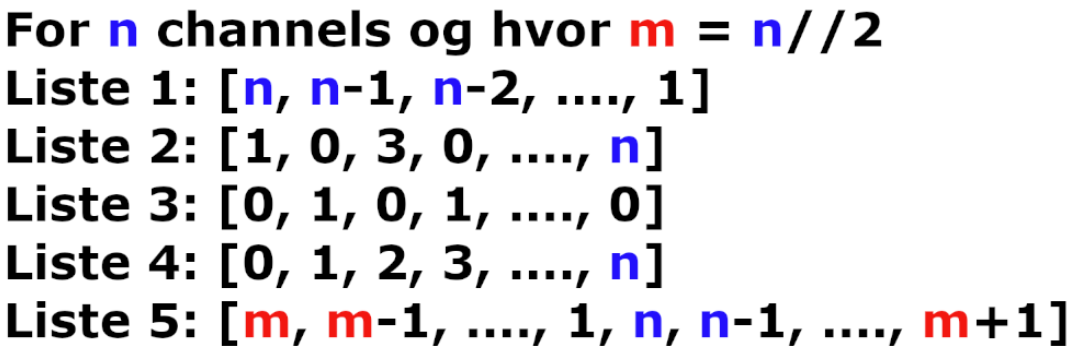 For n channels og hvor m = n//2
Liste 1: [n, n-1, n-2, ...., 1]
Liste 2: [1, 0, 3, 0, ...., n]
Liste 3: [0, 1, 0, 1, ...., 0]
Liste 4: [0, 1, 2, 3, ...., n]
Liste 5: [m, m-1, ...., 1, n, n-1, ...., m+1]